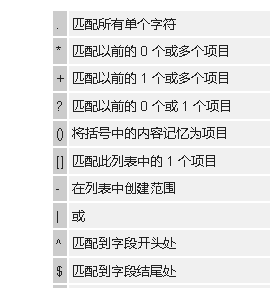 . 匹配所有单个字符
* 匹配以前的 0 个或多个项目
+ 匹配以前的 1 个或多个项目
? 匹配以前的 0 个或 1 个项目
() 将括号中的内容记忆为项目
[] 匹配此列表中的 1 个项目
- 在列表中创建范围
| 或
^ 匹配到字段开头处
$ 匹配到字段结尾处